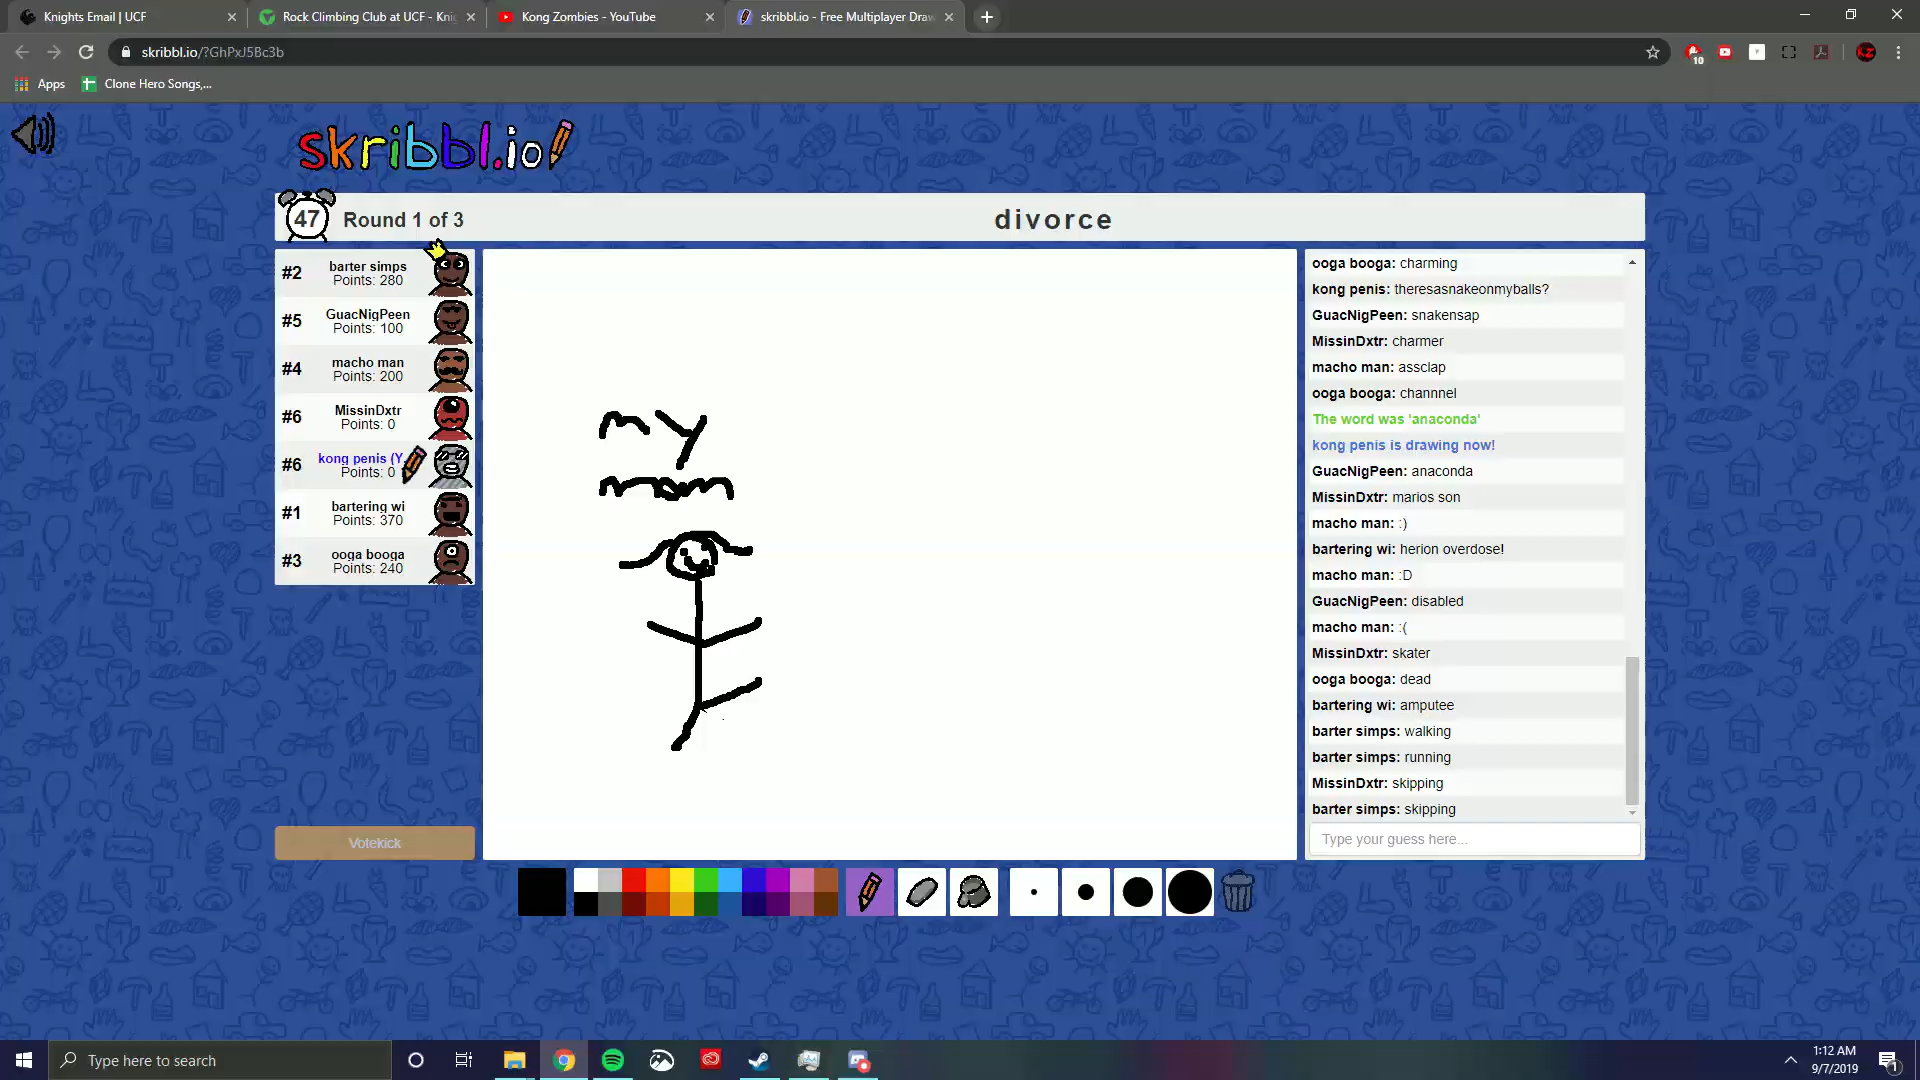 Knights Email | UCF
Rock Climbing Club at UCF - Kni
Kong Zombies - YouTube
skribbl.io - Free Multiplayer Draw
skribbl.io/?GhPxJ5Bc3b
10
Apps
Clone Hero Songs,...
skribbl.io
47
Round 1 of 3
divorce
#2
barter simps
Points: 280
#5
GuacNigPeen
Points: 100
#4
macho man
Points: 200
#6
MissinDxtr
Points: 0
#6
kong penis (Y
Points: 0
#1
bartering wi
Points: 370
#3
ooga booga
Points: 240
Votekick
my
mom
ooga booga: charming
kong penis: theresasnakeonmyballs?
GuacNigPeen: snakensap
MissinDxtr: charmer
macho man: assclap
ooga booga: channnel
The word was 'anaconda'
kong penis is drawing now!
GuacNigPeen: anaconda
MissinDxtr: marios son
macho man: :)
bartering wi: herion overdose!
macho man: :D
GuacNigPeen: disabled
macho man: :(
MissinDxtr: skater
ooga booga: dead
bartering wi: amputee
barter simps: walking
barter simps: running
MissinDxtr: skipping
barter simps: skipping
Type your guess here...
Type here to search
1:12 AM
9/7/2019
1